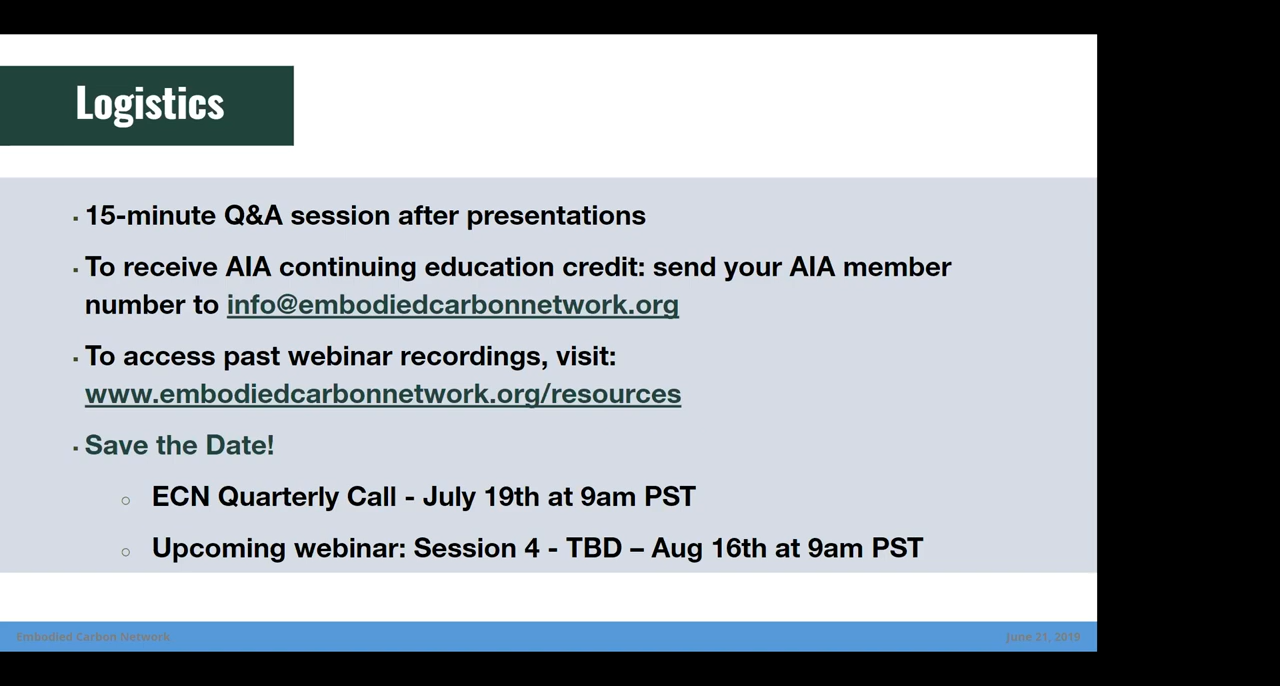 Logistics
▪ 15-minute Q&A session after presentations
▪ To receive AIA continuing education credit: send your AIA member
number to info@embodiedcarbonnetwork.org
▪ To access past webinar recordings, visit:
www.embodiedcarbonnetwork.org/resources
▪ Save the Date!
○ ECN Quarterly Call - July 19th at 9am PST
○ Upcoming webinar: Session 4 - TBD – Aug 16th at 9am PST
Embodied Carbon Network
June 21, 2019